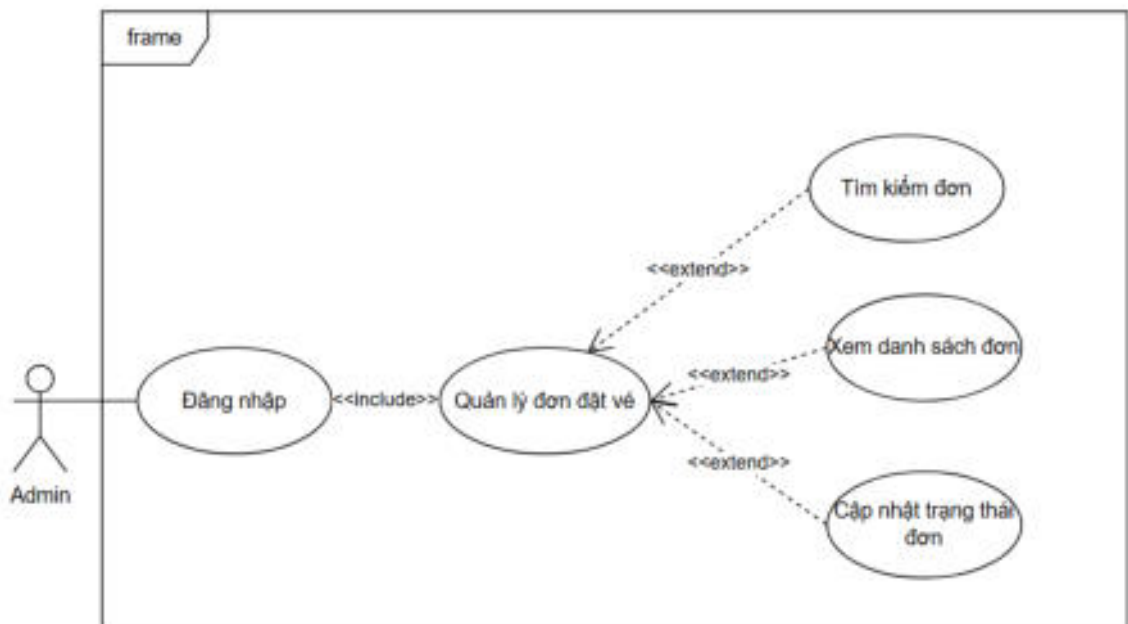 frame
Tìm kiếm đơn
<<extend>>
Xem danh sách đơn
<<extend>>
Đăng nhập
<<include>>
Quản lý đơn đặt vé
<<extend>>
Admin
Cập nhật trạng thái
đơn